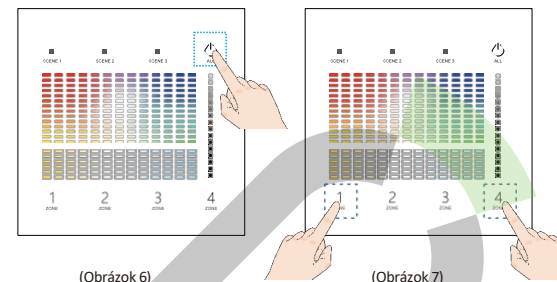 SCENE 1 SCENE 2 SCENE 3 ALL
1 2 3 4
ZONE ZONE ZONE ZONE
(Obrázok 6)
SCENE 1 SCENE 2 SCENE 3 ALL
1 2 3 4
ZONE ZONE ZONE ZONE
(Obrázok 7)